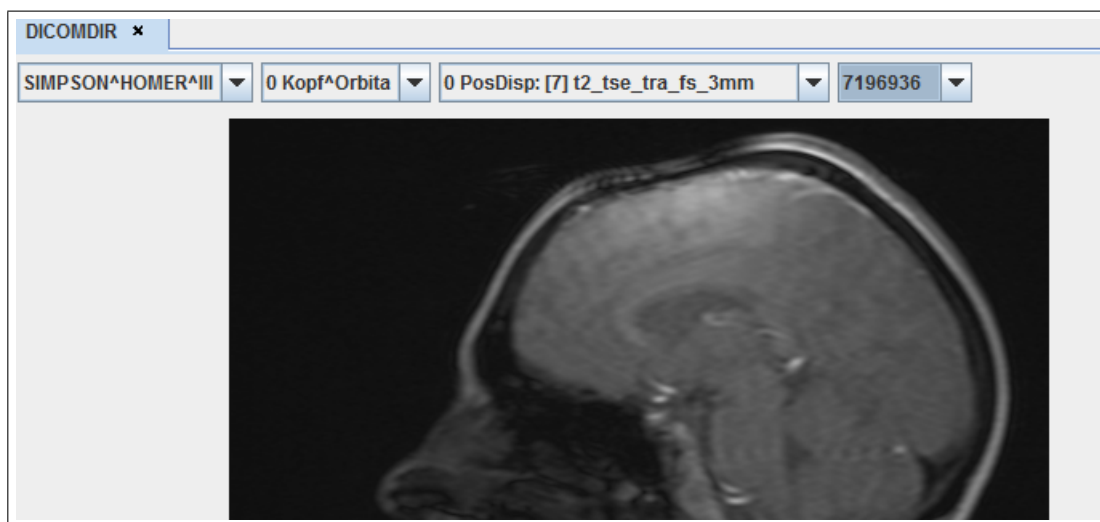 DICOMDIR ×
SIMPSON^HOMER^III 0 Kopf^Orbita 0 PosDisp: [7] t2_tse_tra_fs_3mm 7196936